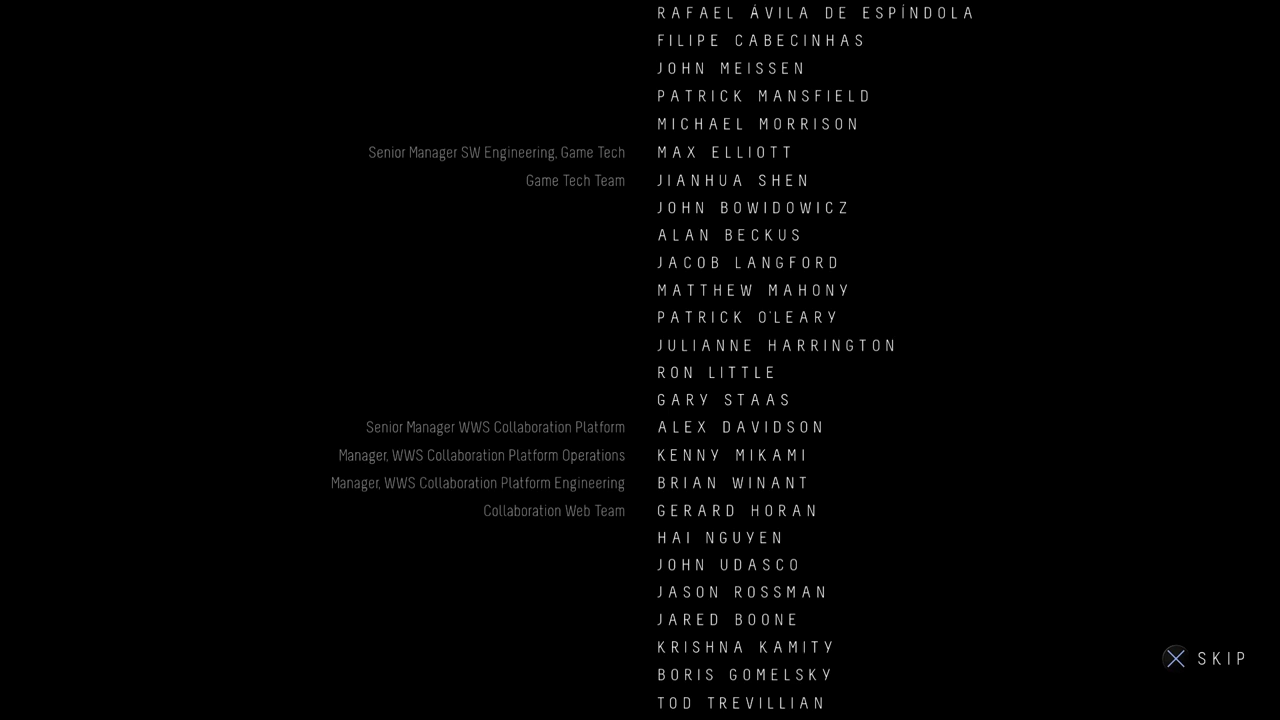 RAFAEL ÁVILA DE ESPÍNDOLA
FILIPE CABECINHAS
JOHN MEISSEN
PATRICK MANSFIELD
MICHAEL MORRISON
Senior Manager SW Engineering, Game Tech MAX ELLIOTT
Game Tech Team JIANHUA SHEN
JOHN BOWIDOWICZ
ALAN BECKUS
JACOB LANGFORD
MATTHEW MAHONY
PATRICK O`LEARY
JULIANNE HARRINGTON
RON LITTLE
GARY STAAS
Senior Manager WWS Collaboration Platform ALEX DAVIDSON
Manager, WWS Collaboration Platform Operations KENNY MIKAMI
Manager, WWS Collaboration Platform Engineering BRIAN WINANT
Collaboration Web Team GERARD HORAN
HAI NGUYEN
JOHN UDASCO
JASON ROSSMAN
JARED BOONE
KRISHNA KAMITY
BORIS GOMELSKY
SKIP
TOD TREVILLIAN